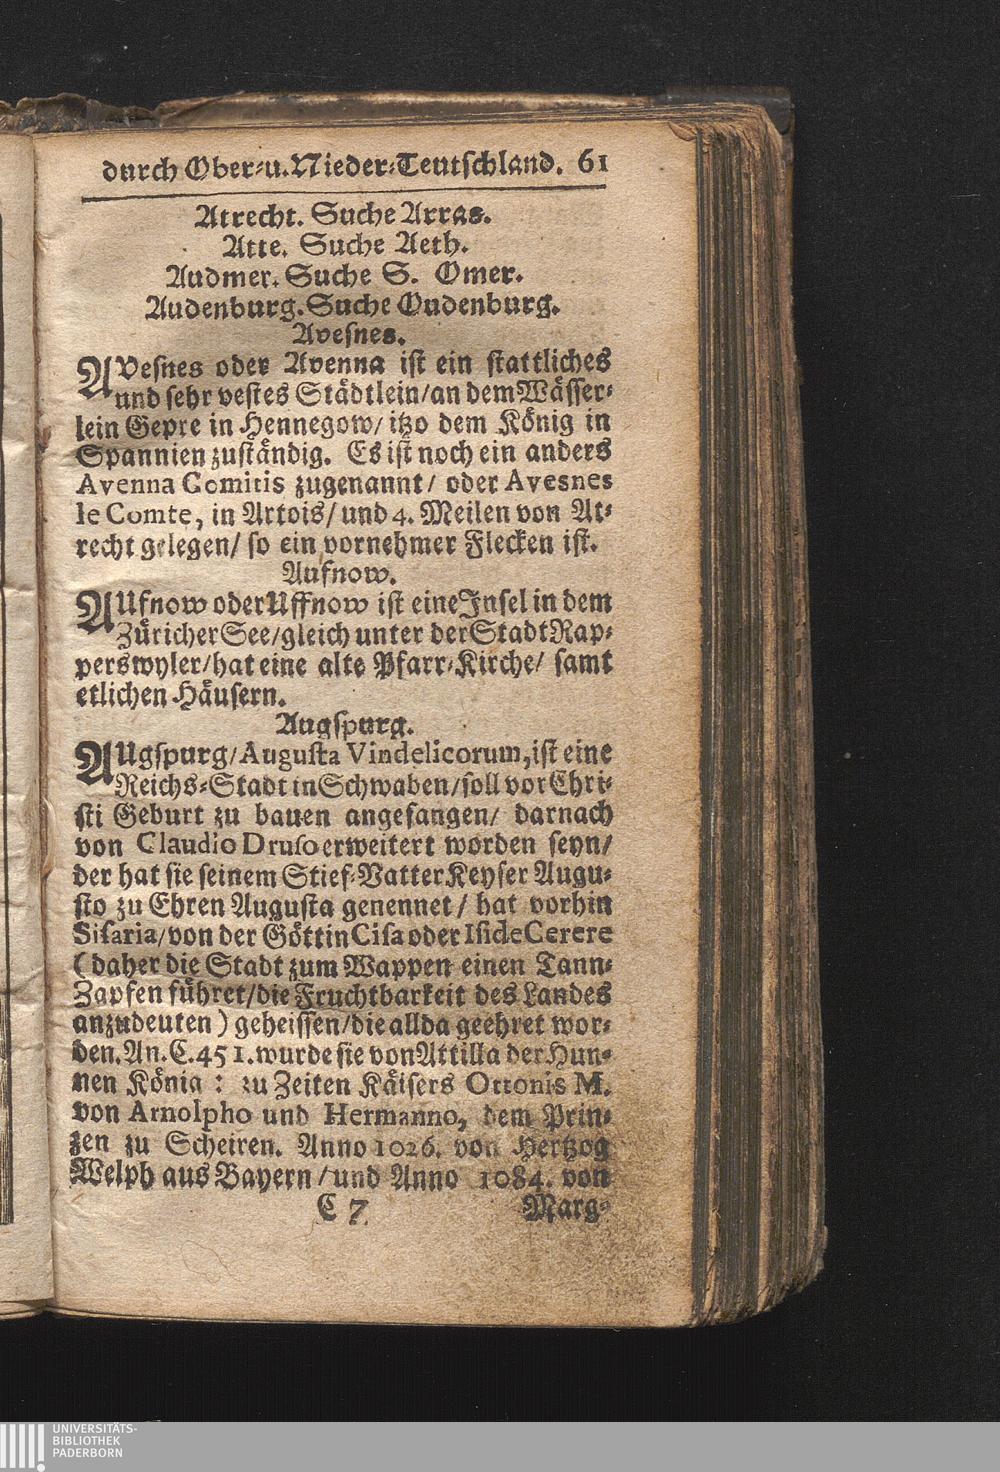 durch Ober-u. Nieder-Teutschland. 61
Atrecht. Suche Arras.
Atte. Suche Aeth.
Audmer. Suche S. Omer.
Audenburg. Suche Oudenburg.
Avesnes.
AVesnes oder Avenna ist ein stattliches
und sehr vestes Städtlein/an dem Wässer-
lein Gepre in Hennegow/ itzo dem König in
Spannien zuständig. Es ist noch ein anders
Avenna Comitis zugenannt/ oder Avesnes
le Comte, in Artois/ und 4. Meilen von At-
recht gelegen/ so ein vornehmer Flecken ist.
Aufnow.
AUfnow oder Uffnow ist eine Insel in dem
Züricher See/gleich unter der Stadt Rap-
perswyler/hat eine alte Pfarr-Kirche/ samt
etlichen Häusern.
Augspurg.
AUgspurg/Augusta Vindelicorum, ist eine
Reichs-Stadt in Schwaben/soll vor Chri-
sti Geburt zu bauen angefangen/ darnach
von Claudio Druso erweitert worden seyn/
der hat sie seinem Stief-Vatter Keyser Augu-
sto zu Ehren Augusta genennet/ hat vorhin
Sisaria/von der Göttin Cisa oder Iside Cerere
(daher die Stadt zum Wappen einen Tann-
Zapfen führet/die Fruchtbarkeit des Landes
anzudeuten) geheissen/die allda geehret wor-
den. An. C. 451. wurde sie von Attilla der Hun-
nen König: zu Zeiten Käisers Ottonis M.
von Arnolpho und Hermanno, dem Prin-
zen zu Scheiren. Anno 1026. von Hertzog
Welph aus Bayern/und Anno 1084. von
C 7 Marg-
UNIVERSITÄTS-
BIBLIOTHEK
PADERBORN